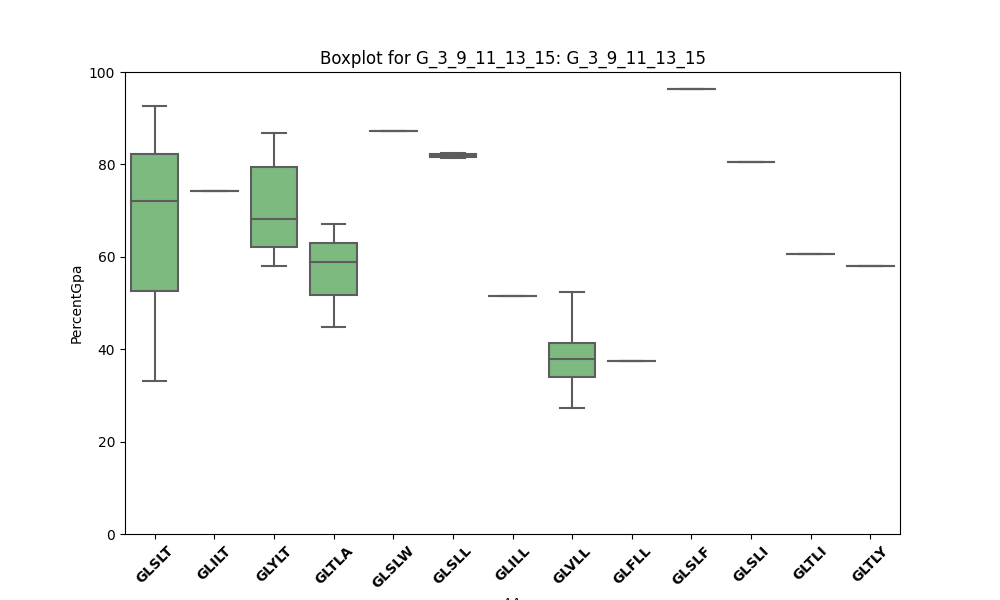 Boxplot for G_3_9_11_13_15: G_3_9_11_13_15
PercentGpa
100
80
60
40
20
0
GLSLT
GLILT
GLYLT
GLTLA
GLSLW
GLSLL
GLILL
GLVLL
GLFLL
GLSLF
GLSLI
GLTLI
GLTLY